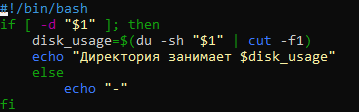 #!/bin/bash
if [ -d "$1" ]; then
    disk_usage=$(du -sh "$1" | cut -f1)
    echo "Директория занимает $disk_usage"
    else
        echo "-"
fi